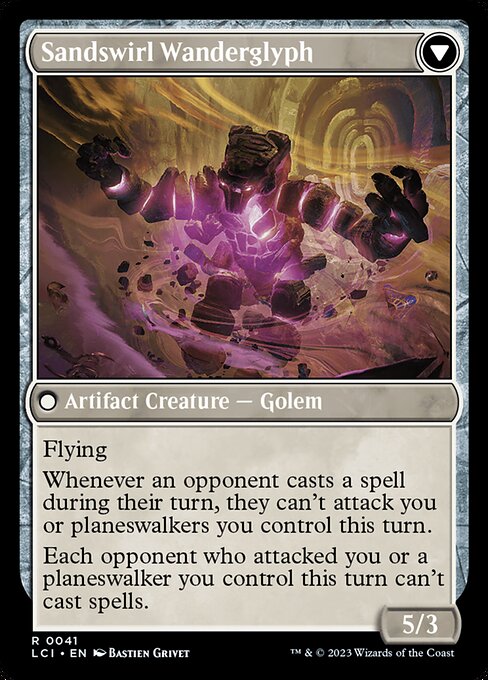 Sandswirl Wanderglyph
Artifact Creature — Golem
Flying
Whenever an opponent casts a spell
during their turn, they can't attack you
or planeswalkers you control this turn.
Each opponent who attacked you or a
planeswalker you control this turn can't
cast spells.
5/3
R 0041
LCI • EN Bastien Grivet
™ & © 2023 Wizards of the Coast